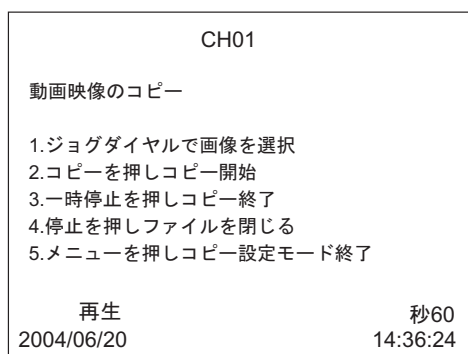 CH01
動画映像のコピー
1.ジョグダイヤルで画像を選択
2.コピーを押しコピー開始
3.一時停止を押しコピー終了
4.停止を押しファイルを閉じる
5.メニューを押しコピー設定モード終了
再生 秒60
2004/06/20 14:36:24